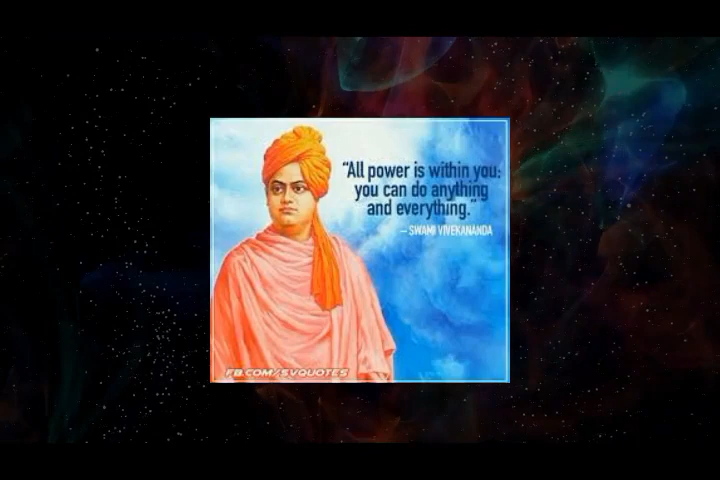 “All power is within you;
you can do anything
and everything.”
– SWAMI VIVEKANANDA
FB.COM/SVQUOTES